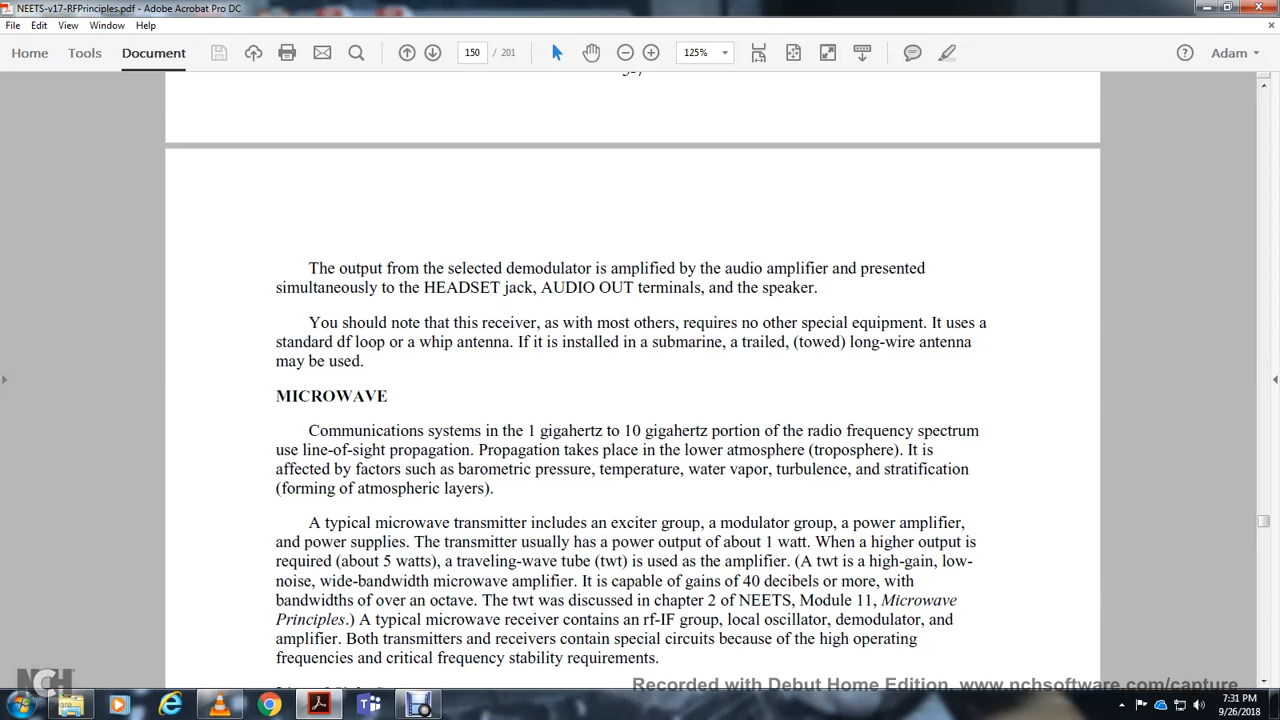 NEETS-v17-RFPrinciples.pdf - Adobe Acrobat Pro DC
File Edit View Window Help
Home Tools Document 150 / 201 125% Adam
The output from the selected demodulator is amplified by the audio amplifier and presented
simultaneously to the HEADSET jack, AUDIO OUT terminals, and the speaker.
You should note that this receiver, as with most others, requires no other special equipment. It uses a
standard df loop or a whip antenna. If it is installed in a submarine, a trailed, (towed) long-wire antenna
may be used.
MICROWAVE
Communications systems in the 1 gigahertz to 10 gigahertz portion of the radio frequency spectrum
use line-of-sight propagation. Propagation takes place in the lower atmosphere (troposphere). It is
affected by factors such as barometric pressure, temperature, water vapor, turbulence, and stratification
(forming of atmospheric layers).
A typical microwave transmitter includes an exciter group, a modulator group, a power amplifier,
and power supplies. The transmitter usually has a power output of about 1 watt. When a higher output is
required (about 5 watts), a traveling-wave tube (twt) is used as the amplifier. (A twt is a high-gain, low-
noise, wide-bandwidth microwave amplifier. It is capable of gains of 40 decibels or more, with
bandwidths of over an octave. The twt was discussed in chapter 2 of NEETS, Module 11, Microwave
Principles.) A typical microwave receiver contains an rf-IF group, local oscillator, demodulator, and
amplifier. Both transmitters and receivers contain special circuits because of the high operating
frequencies and critical frequency stability requirements.
NCH
Recorded with Debut Home Edition. www.nchsoftware.com/capture
7:31 PM
9/26/2018